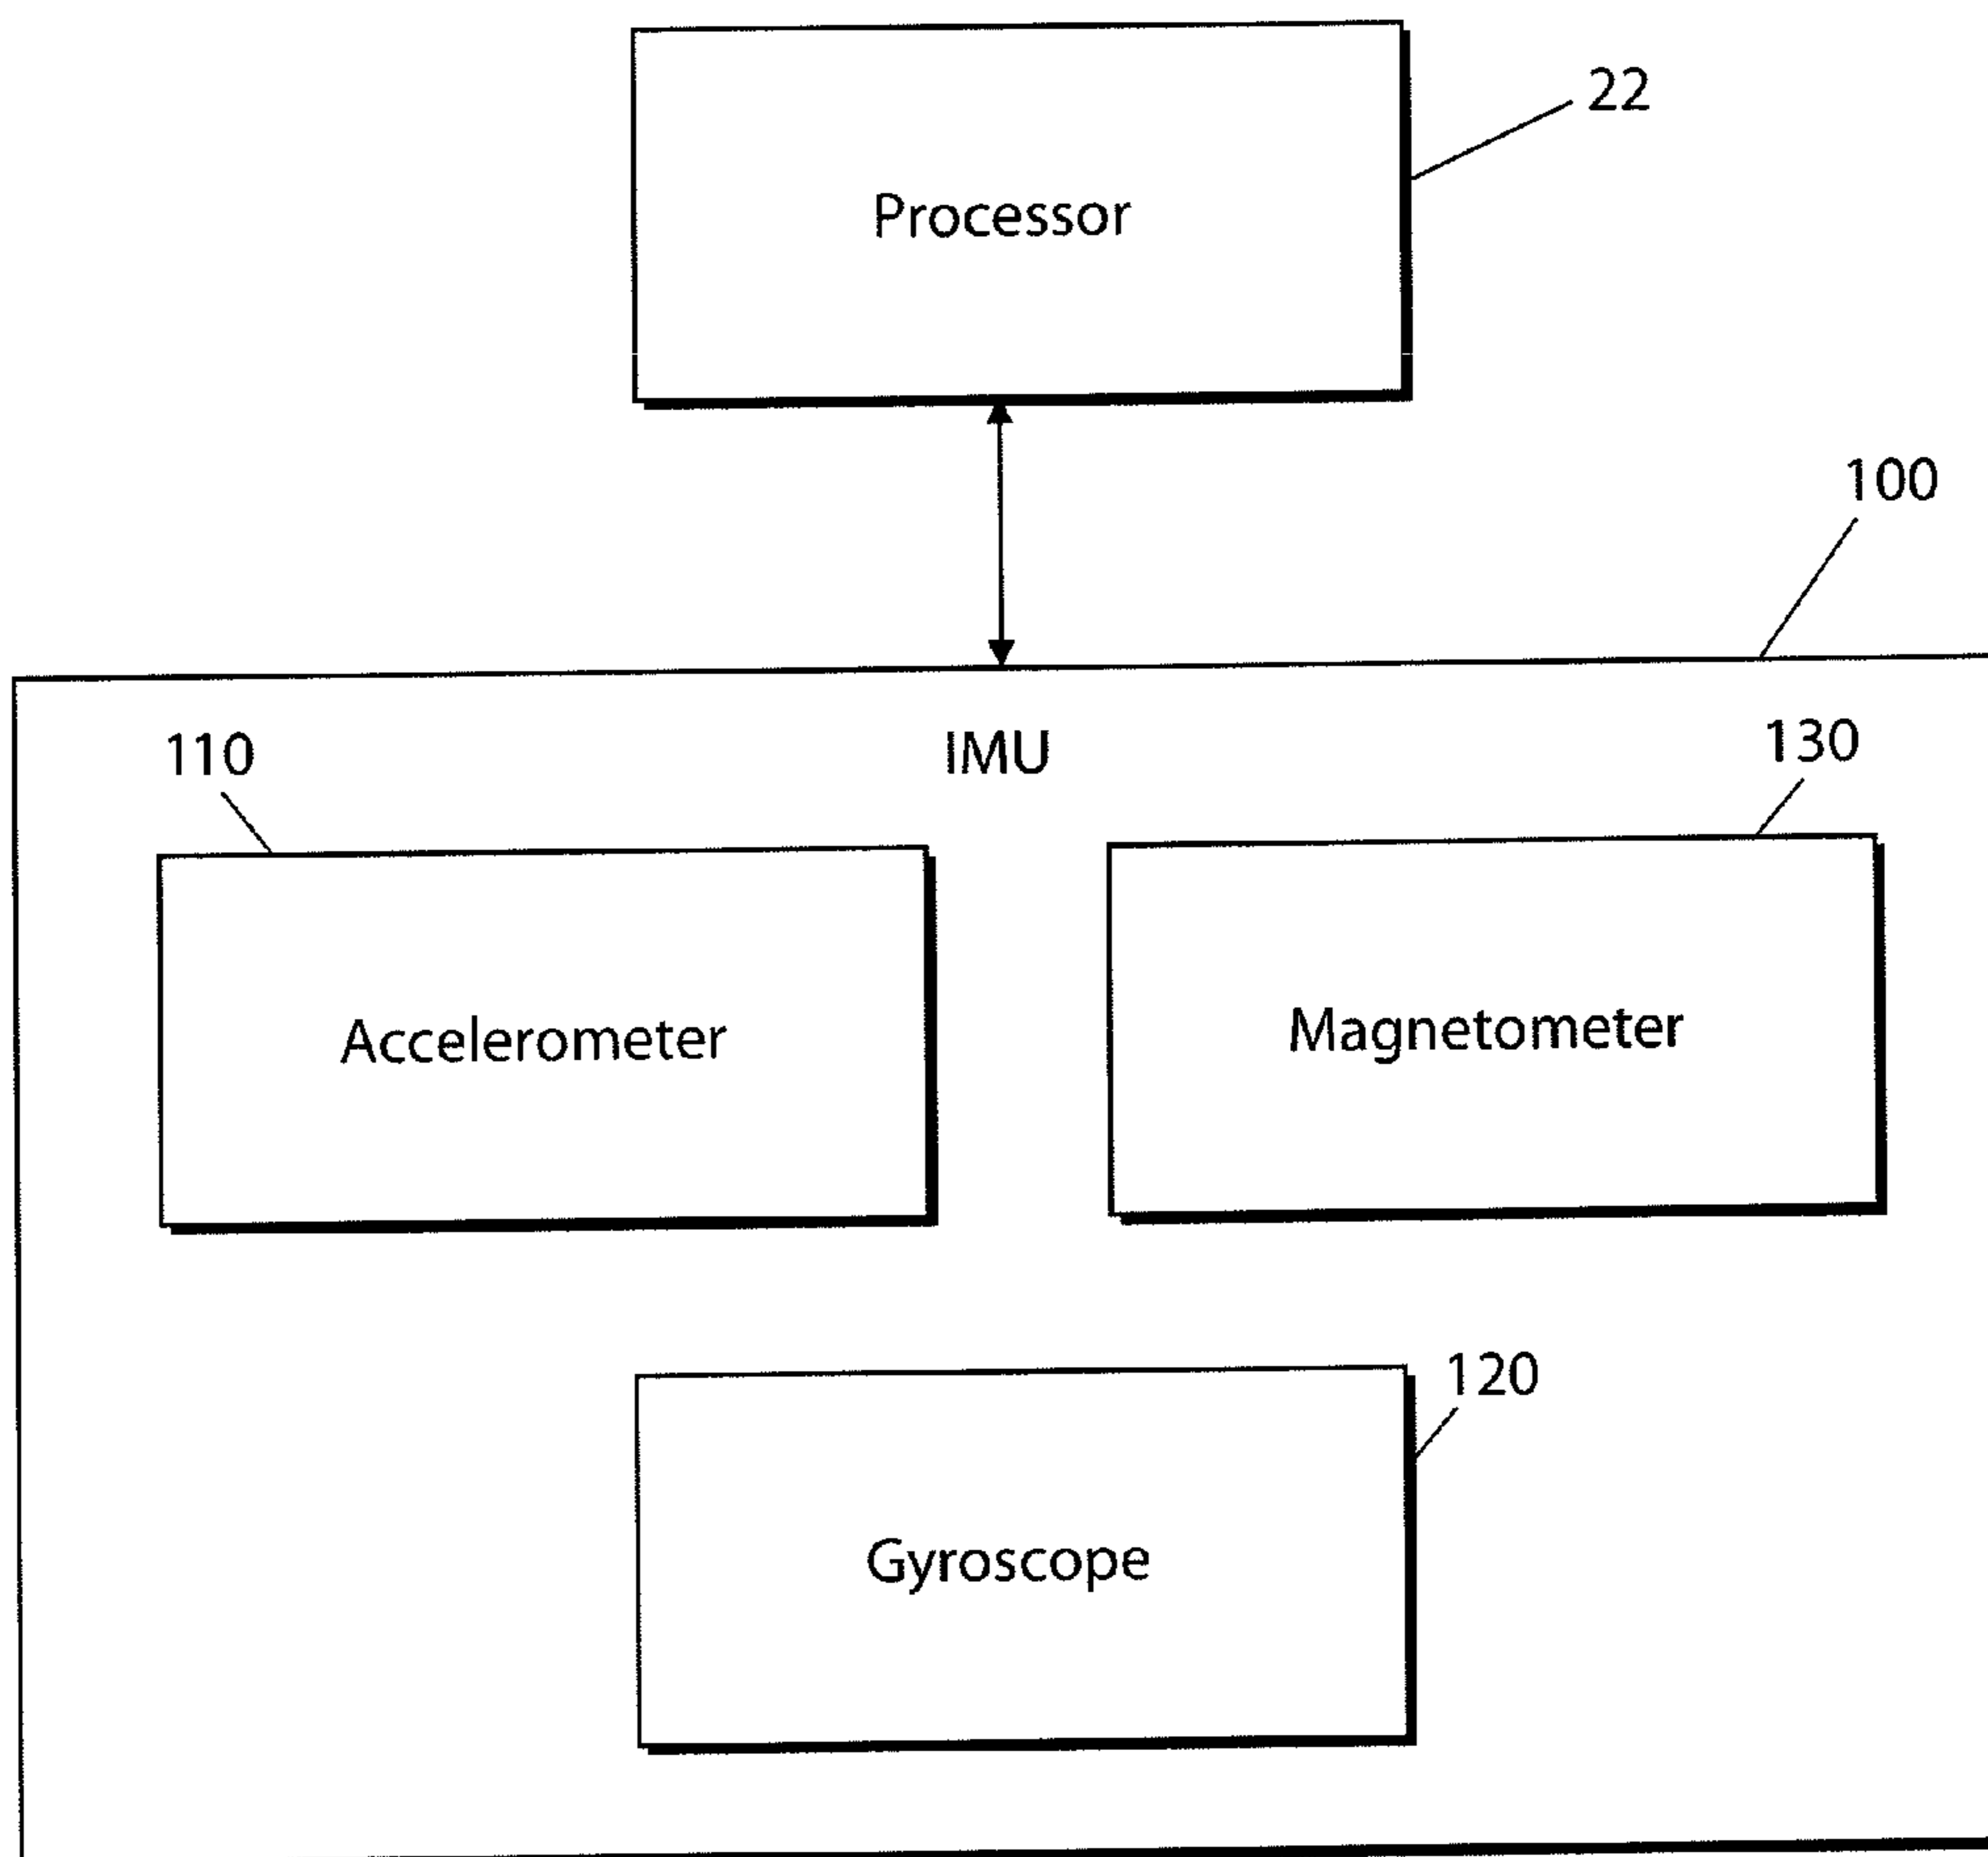 22
Processor
100
IMU
110
130
Accelerometer
Magnetometer
120
Gyroscope